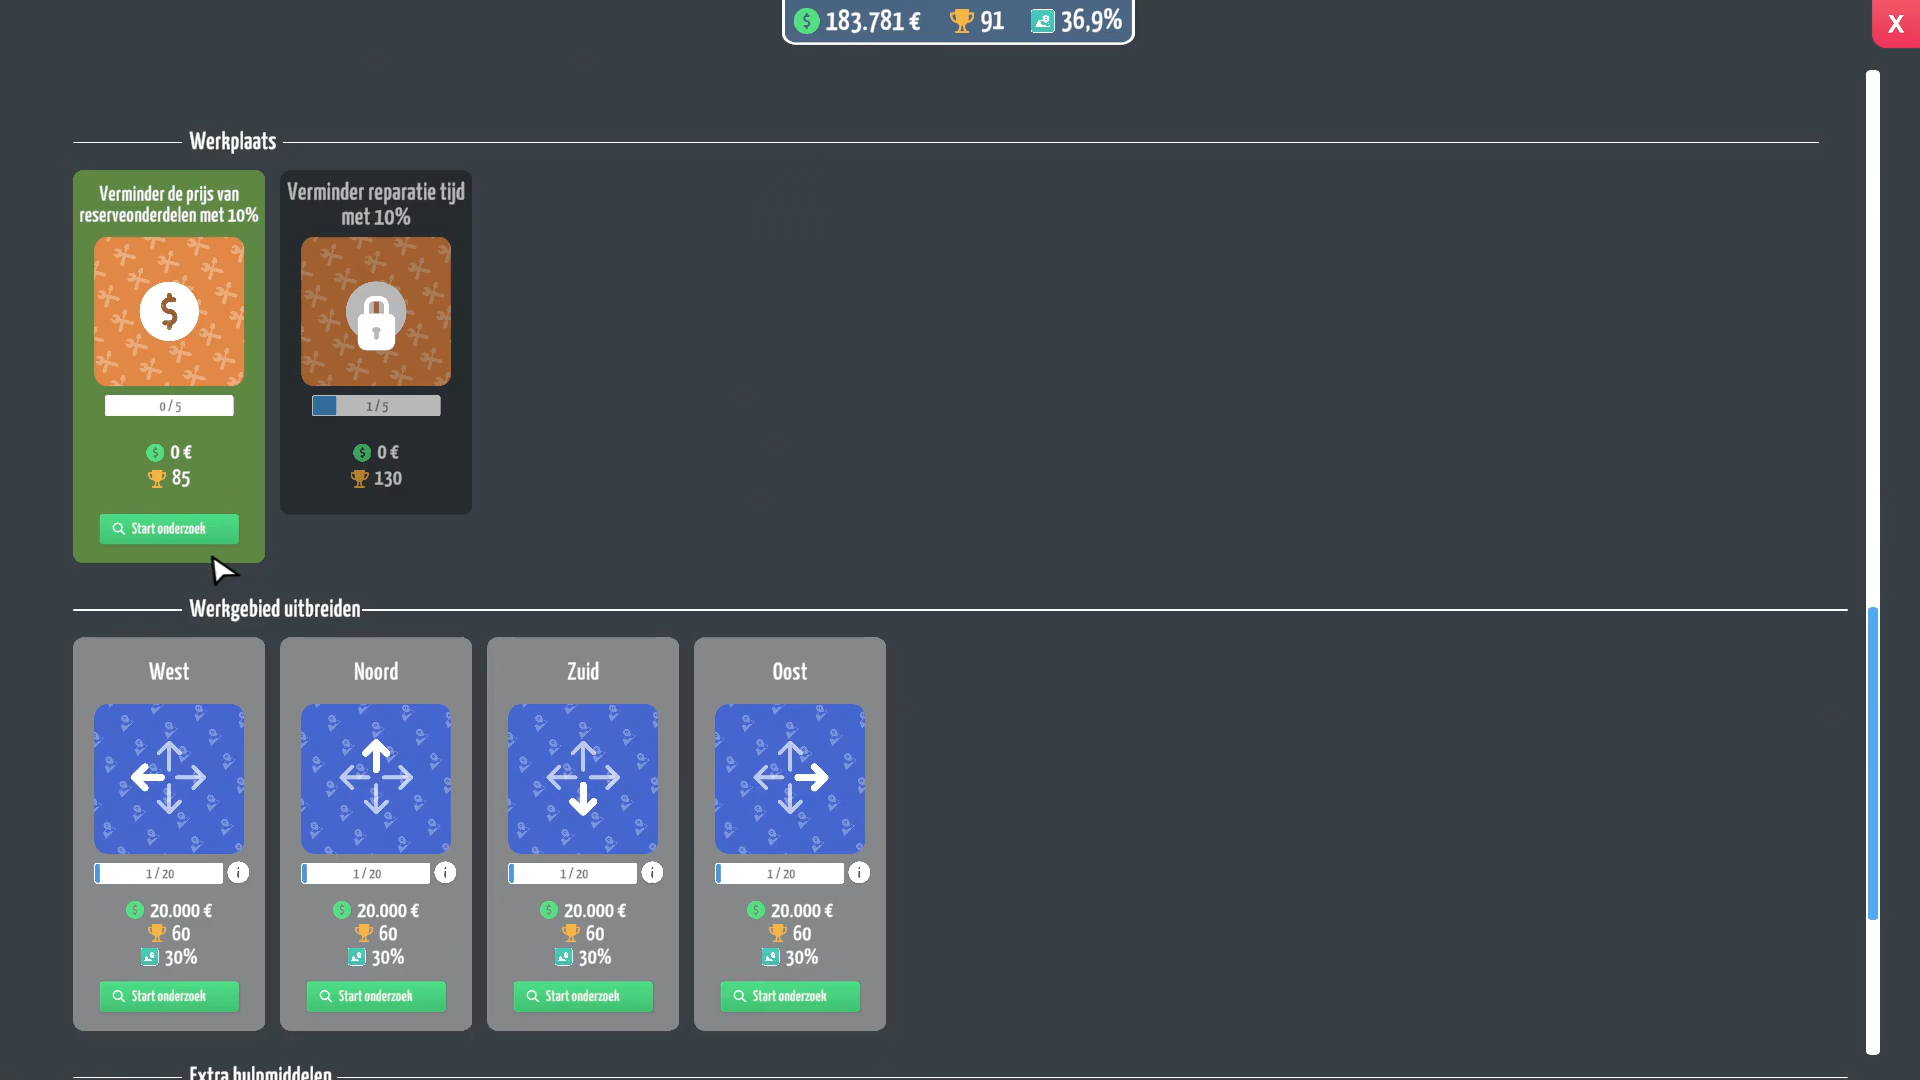 183.781 € 91 36,9%
X
Werkplaats
Verminder de prijs van
reserveonderdelen met 10%
0 / 5
0 €
85
Start onderzoek
Verminder reparatie tijd
met 10%
1 / 5
0 €
130
Werkgebied uitbreiden
West
1 / 20
20.000 €
60
30%
Start onderzoek
Noord
1 / 20
20.000 €
60
30%
Start onderzoek
Zuid
1 / 20
20.000 €
60
30%
Start onderzoek
Oost
1 / 20
20.000 €
60
30%
Start onderzoek
Extra hulpmiddelen